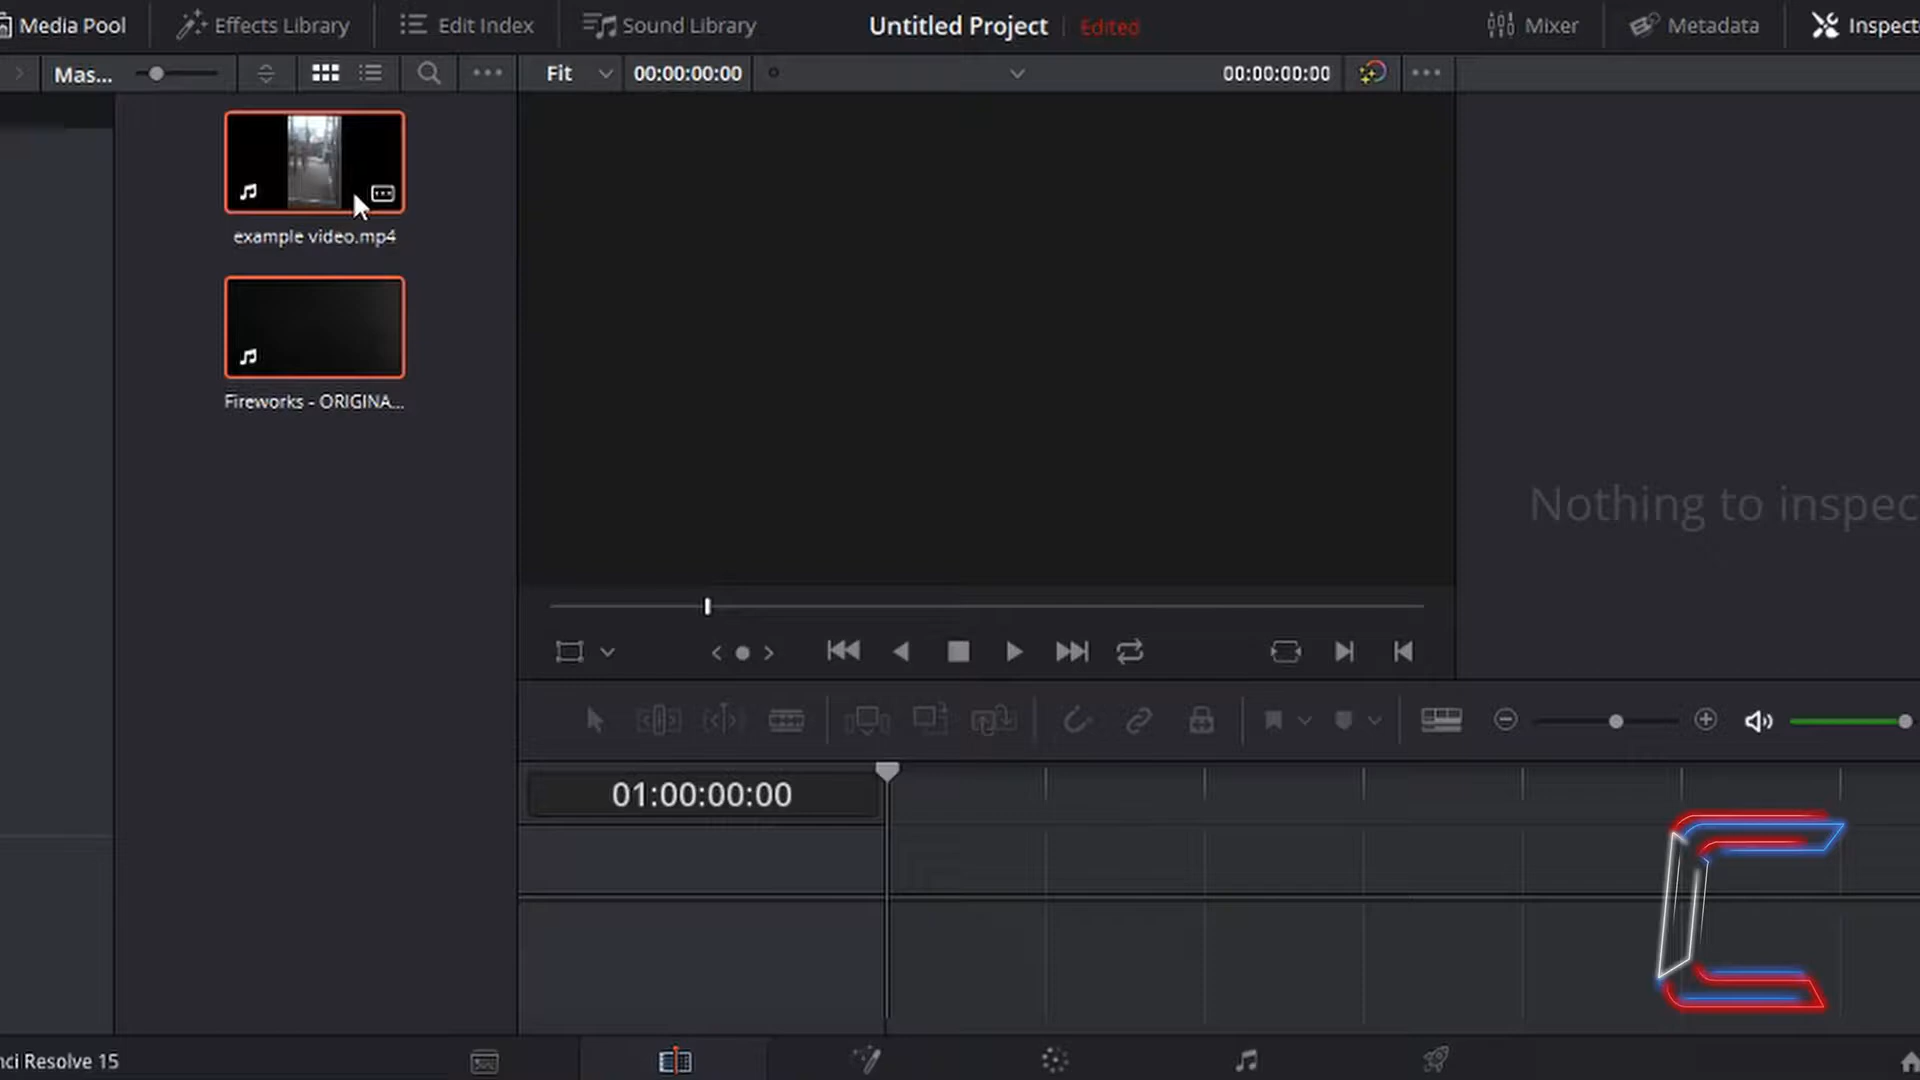 Media Pool
Effects Library
Edit Index
Sound Library
Untitled Project
Edited
Mixer
Metadata
Inspect
Mas...
Fit
00:00:00:00
00:00:00:00
example video.mp4
Fireworks - ORIGINA...
Nothing to inspec
01:00:00:00
nci Resolve 15